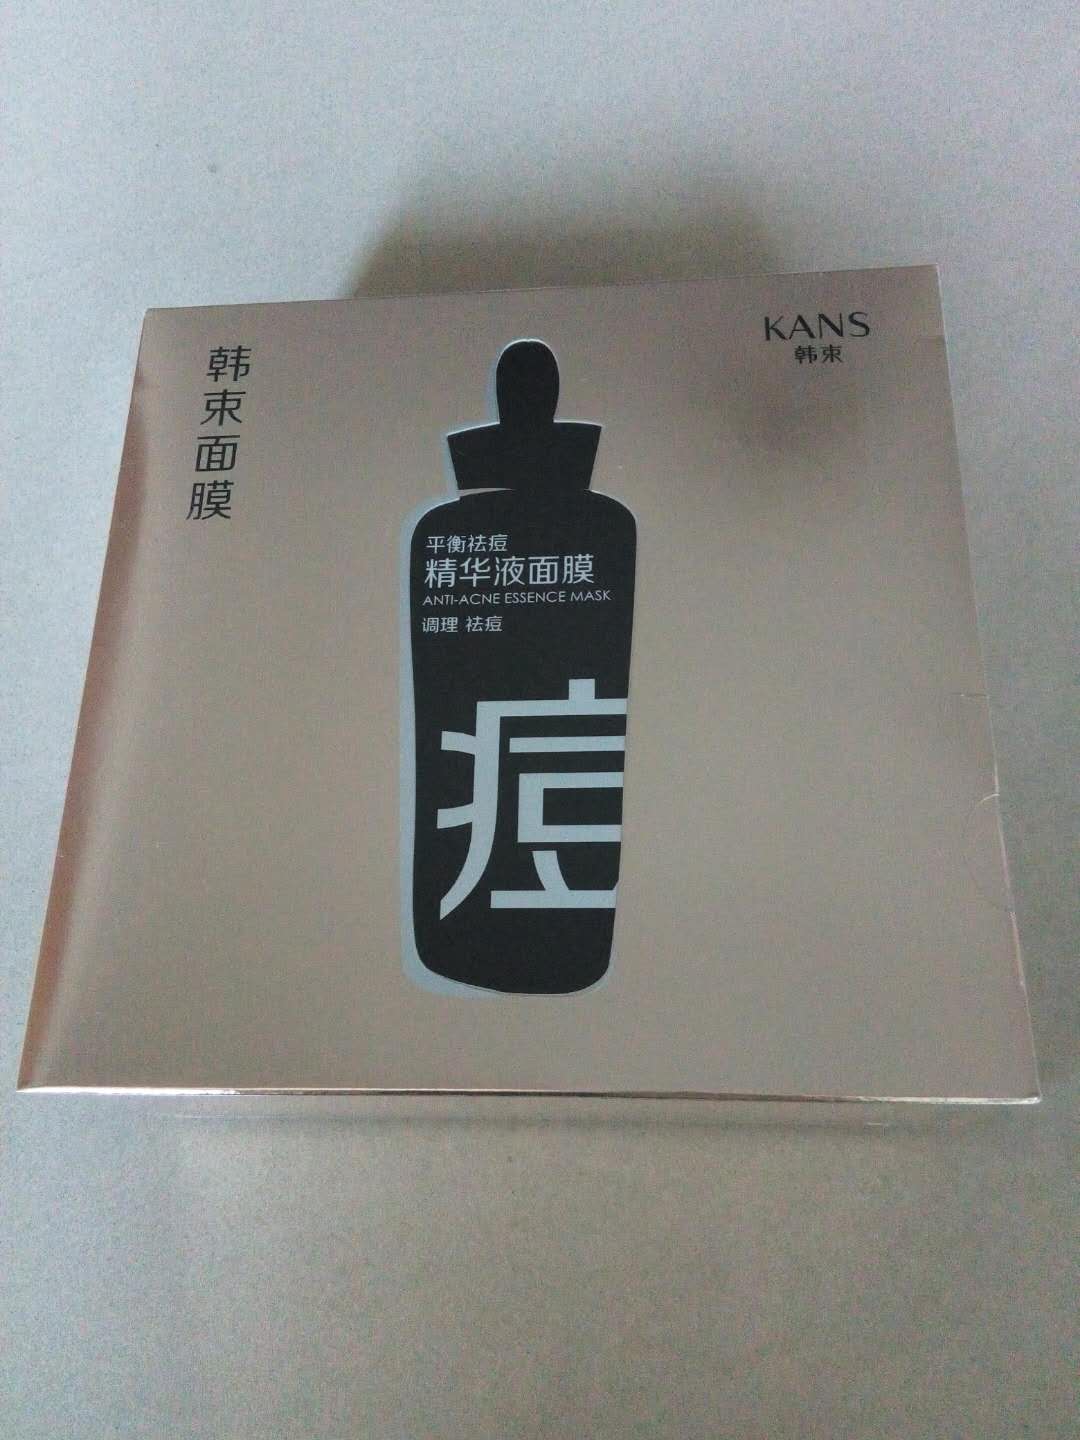 韩束面膜
KANS
韩束
平衡祛痘
精华液面膜
ANTI-ACNE ESSENCE MASK
调理 祛痘
痘